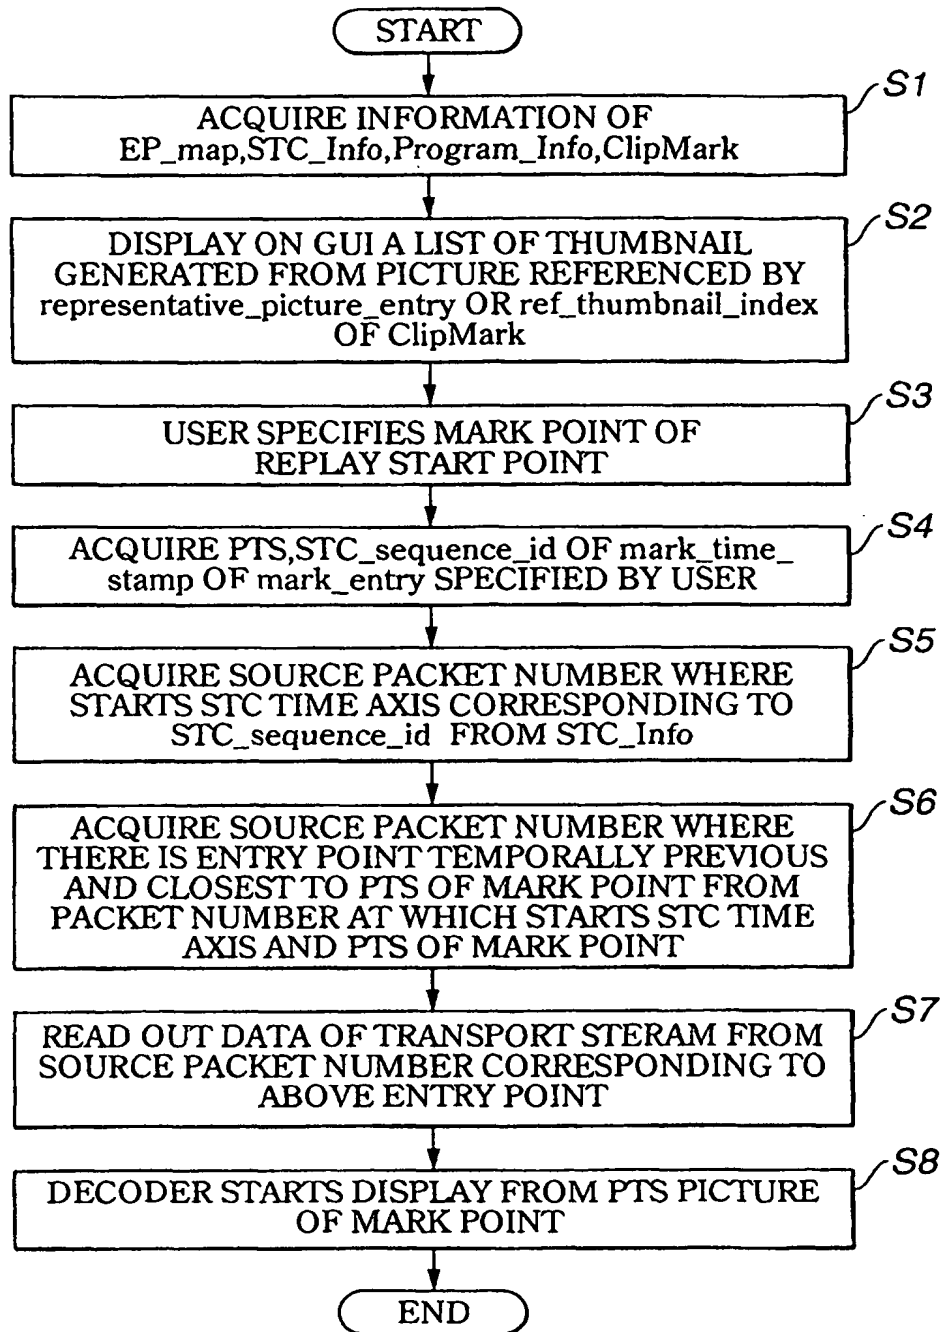 START
S1
ACQUIRE INFORMATION OF
EP_map,STC_Info,Program_Info,ClipMark
S2
DISPLAY ON GUI A LIST OF THUMBNAIL
GENERATED FROM PICTURE REFERENCED BY
representative_picture_entry OR ref_thumbnail_index
OF ClipMark
S3
USER SPECIFIES MARK POINT OF
REPLAY START POINT
S4
ACQUIRE PTS,STC_sequence_id OF mark_time_
stamp OF mark_entry SPECIFIED BY USER
S5
ACQUIRE SOURCE PACKET NUMBER WHERE
STARTS STC TIME AXIS CORRESPONDING TO
STC_sequence_id FROM STC_Info
S6
ACQUIRE SOURCE PACKET NUMBER WHERE
THERE IS ENTRY POINT TEMPORALLY PREVIOUS
AND CLOSEST TO PTS OF MARK POINT FROM
PACKET NUMBER AT WHICH STARTS STC TIME
AXIS AND PTS OF MARK POINT
S7
READ OUT DATA OF TRANSPORT STERAM FROM
SOURCE PACKET NUMBER CORRESPONDING TO
ABOVE ENTRY POINT
S8
DECODER STARTS DISPLAY FROM PTS PICTURE
OF MARK POINT
END